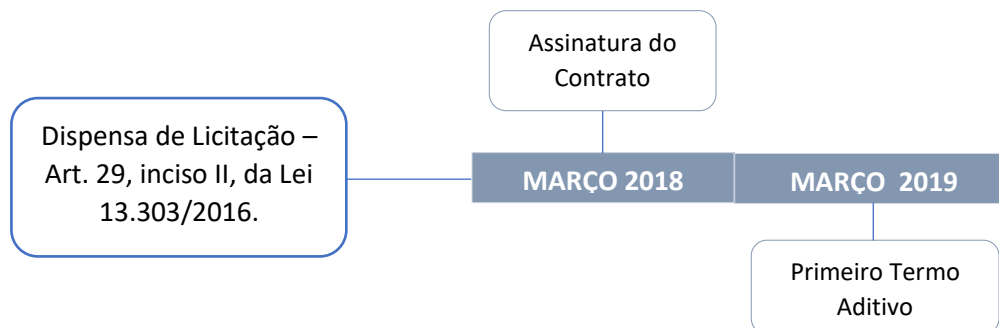 Assinatura do
Contrato
Dispensa de Licitação –
Art. 29, inciso II, da Lei
13.303/2016.
MARÇO 2018
MARÇO  2019
Primeiro Termo
Aditivo